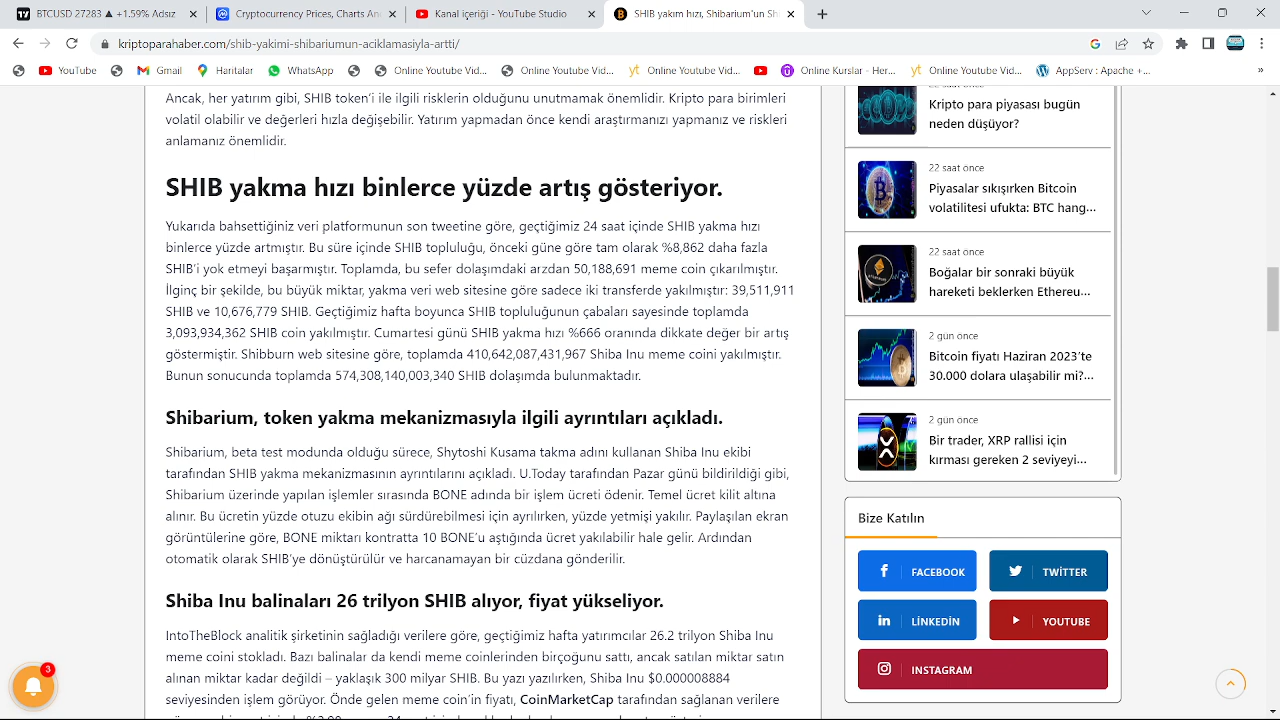 BTCUSD 27283 ▲ +1.59% Adsız
Cryptocurrency Prices, Charts An
Kanal içeriği - YouTube Studio
SHIB yakım hızı, Shibarium'un Sh
kriptoparahaber.com/shib-yakimi-shibariumun-aciklamasiyla-artti/
YouTube
Gmail
Haritalar
WhatsApp
Online Youtube Vid...
Online Youtube Vid...
Online Youtube Vid...
Online Kurslar - Her...
Online Youtube Vid...
AppServ : Apache +...
»
Ancak, her yatırım gibi, SHIB token'i ile ilgili risklerin olduğunu unutmamak önemlidir. Kripto para birimleri
volatil olabilir ve değerleri hızla değişebilir. Yatırım yapmadan önce kendi araştırmanızı yapmanız ve riskleri
anlamanız önemlidir.
SHIB yakma hızı binlerce yüzde artış gösteriyor.
Yukarıda bahsettiğiniz veri platformunun son tweetine göre, geçtiğimiz 24 saat içinde SHIB yakma hızı
binlerce yüzde artmıştır. Bu süre içinde SHIB topluluğu, önceki güne göre tam olarak %8,862 daha fazla
SHIB'i yok etmeyi başarmıştır. Toplamda, bu sefer dolaşımdaki arzdan 50,188,691 meme coin çıkarılmıştır.
İlginç bir şekilde, bu büyük miktar, yakma veri web sitesine göre sadece iki transferde yakılmıştır: 39,511,911
SHIB ve 10,676,779 SHIB. Geçtiğimiz hafta boyunca SHIB topluluğunun çabaları sayesinde toplamda
3,093,934,362 SHIB coin yakılmıştır. Cumartesi günü SHIB yakma hızı %666 oranında dikkate değer bir artış
göstermiştir. Shibburn web sitesine göre, toplamda 410,642,087,431,967 Shiba Inu meme coini yakılmıştır.
Bunun sonucunda toplamda 574,308,140,003,340 SHIB dolaşımda bulunmaktadır.
Shibarium, token yakma mekanizmasıyla ilgili ayrıntıları açıkladı.
Shibarium, beta test modunda olduğu sürece, Shytoshi Kusama takma adını kullanan Shiba Inu ekibi
tarafından SHIB yakma mekanizmasının ayrıntılarını açıkladı. U.Today tarafından Pazar günü bildirildiği gibi,
Shibarium üzerinde yapılan işlemler sırasında BONE adında bir işlem ücreti ödenir. Temel ücret kilit altına
alınır. Bu ücretin yüzde otuzu ekibin ağı sürdürebilmesi için ayrılırken, yüzde yetmişi yakılır. Paylaşılan ekran
görüntülerine göre, BONE miktarı kontratta 10 BONE'u aştığında ücret yakılabilir hale gelir. Ardından
otomatik olarak SHIB'ye dönüştürülür ve harcanamayan bir cüzdana gönderilir.
Shiba Inu balinaları 26 trilyon SHIB alıyor, fiyat yükseliyor.
IntoTheBlock analitik şirketinin paylaştığı verilere göre, geçtiğimiz hafta yatırımcılar 26.2 trilyon Shiba Inu
meme coini stokladı. Bazı balinalar da kendi meme coinlerinden birçoğunu sattı, ancak satılan miktar satın
alınan miktar kadar değildi – yaklaşık 800 milyar SHIB. Bu yazı yazılırken, Shiba Inu $0.000008884
seviyesinden işlem görüyor. Önde gelen meme coin'in fiyatı, CoinMarketCap tarafından sağlanan verilere
Kripto para piyasası bugün
neden düşüyor?
22 saat önce
Piyasalar sıkışırken Bitcoin
volatilitesi ufukta: BTC hang...
22 saat önce
Boğalar bir sonraki büyük
hareketi beklerken Ethereu...
2 gün önce
Bitcoin fiyatı Haziran 2023'te
30.000 dolara ulaşabilir mi?...
2 gün önce
Bir trader, XRP rallisi için
kırması gereken 2 seviyeyi...
Bize Katılın
FACEBOOK
TWİTTER
LİNKEDİN
YOUTUBE
INSTAGRAM
3